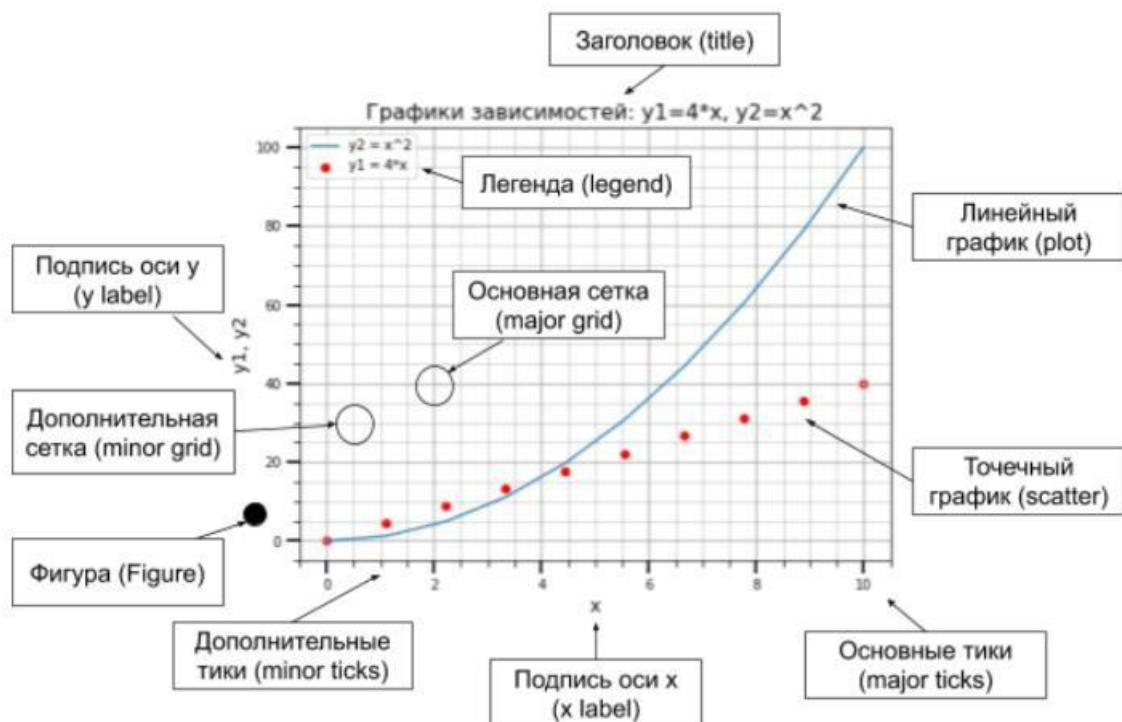 Заголовок (title)
Графики зависимостей: y1=4*x, y2=x^2
y2 = x^2
y1 = 4*x
Легенда (legend)
Линейный
график (plot)
Подпись оси y
(y label)
Основная сетка
(major grid)
y1, y2
Дополнительная
сетка (minor grid)
Точечный
график (scatter)
Фигура (Figure)
100
80
60
40
20
0
0 2 4 6 8 10
x
Дополнительные
тики (minor ticks)
Подпись оси x
(x label)
Основные тики
(major ticks)